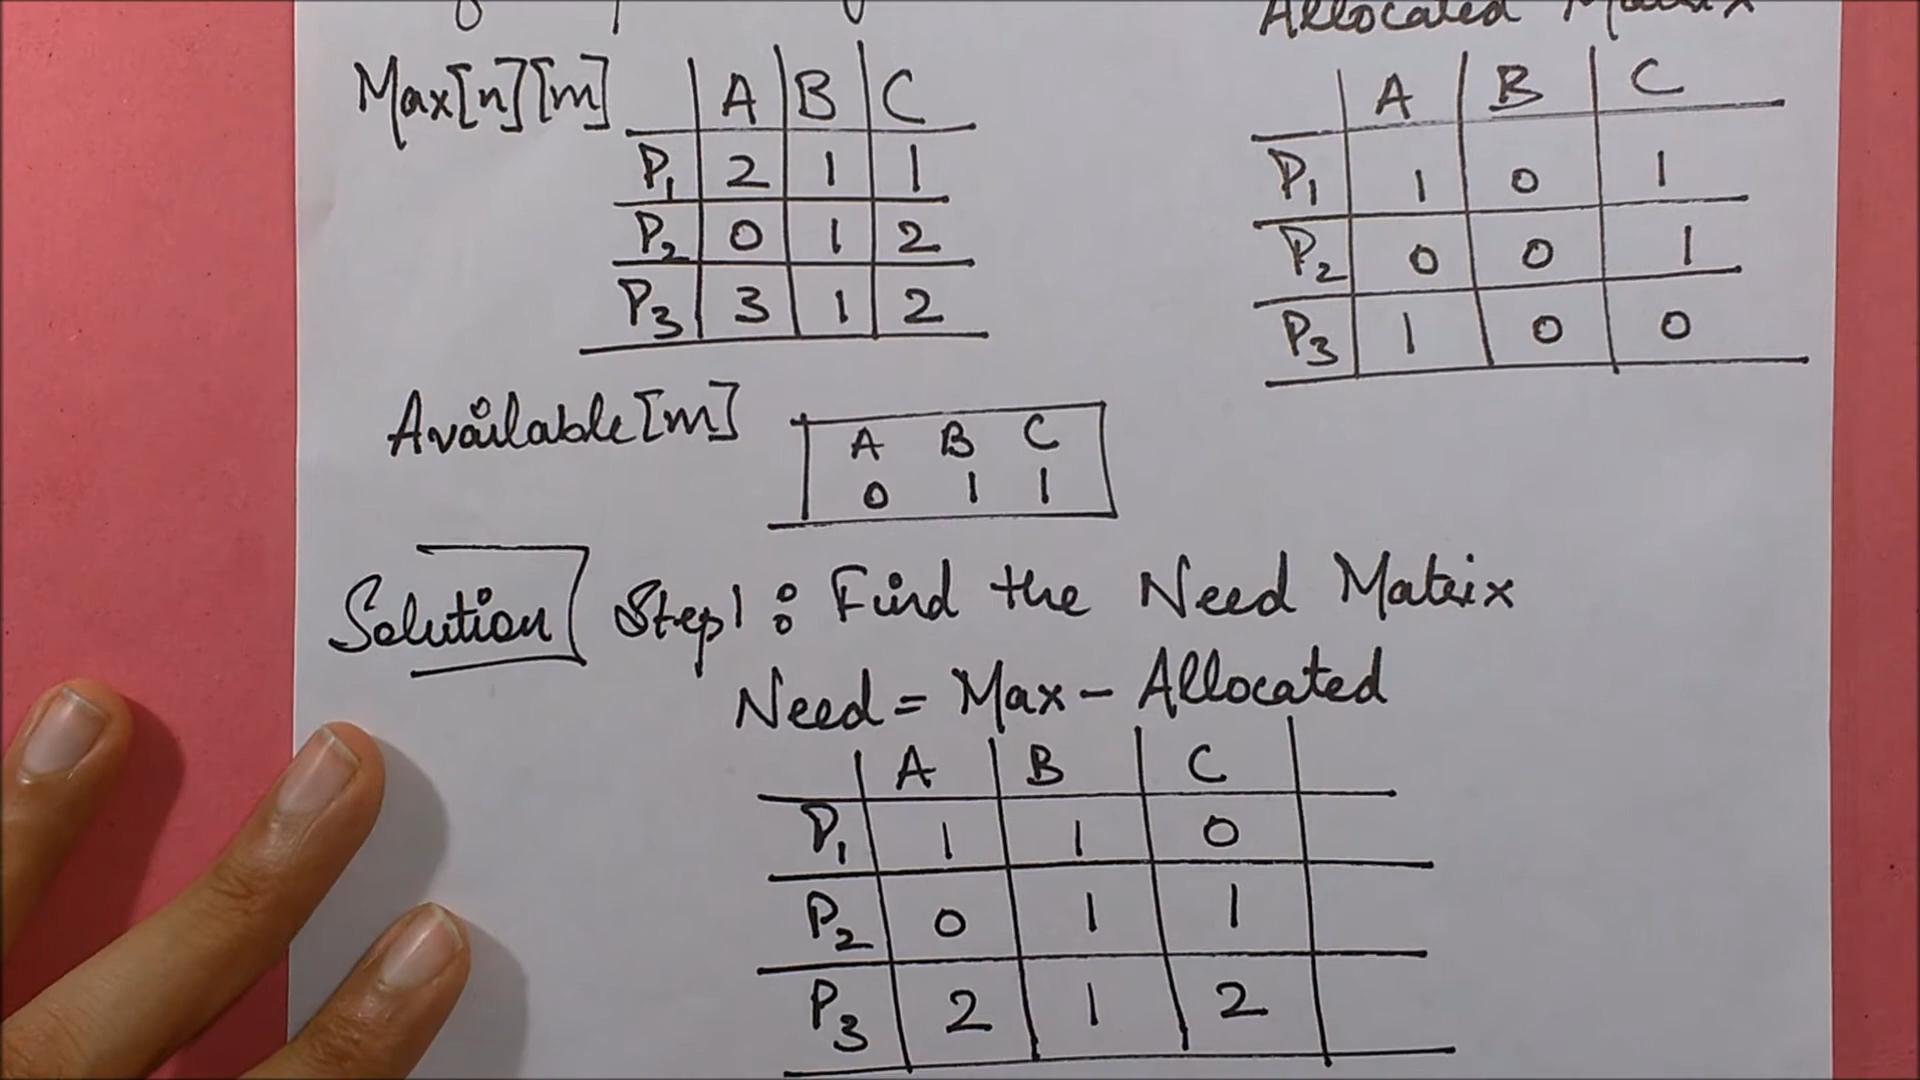 Allocated Matrix
Max[n][m]
A B C
P1 2 1 1
P2 0 1 2
P3 3 1 2
A B C
P1 1 0 1
P2 0 0 1
P3 1 0 0
Available[m]
A B C
0 1 1
Solution Step1: Find the Need Matrix
Need = Max - Allocated
A B C
P1 1 1 0
P2 0 1 1
P3 2 1 2